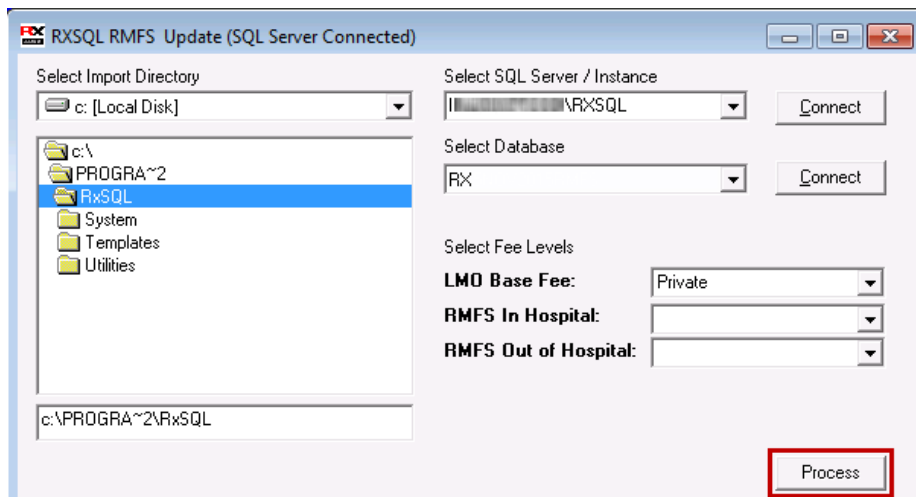 RXSQL RMFS Update (SQL Server Connected)
Select Import Directory
c: [Local Disk]
c:\
PROGRA~2
RxSQL
System
Templates
Utilities
c:\PROGRA~2\RxSQL
Select SQL Server / Instance
\RXSQL
Connect
Select Database
RX
Connect
Select Fee Levels
LMO Base Fee:
Private
RMFS In Hospital:
RMFS Out of Hospital:
Process